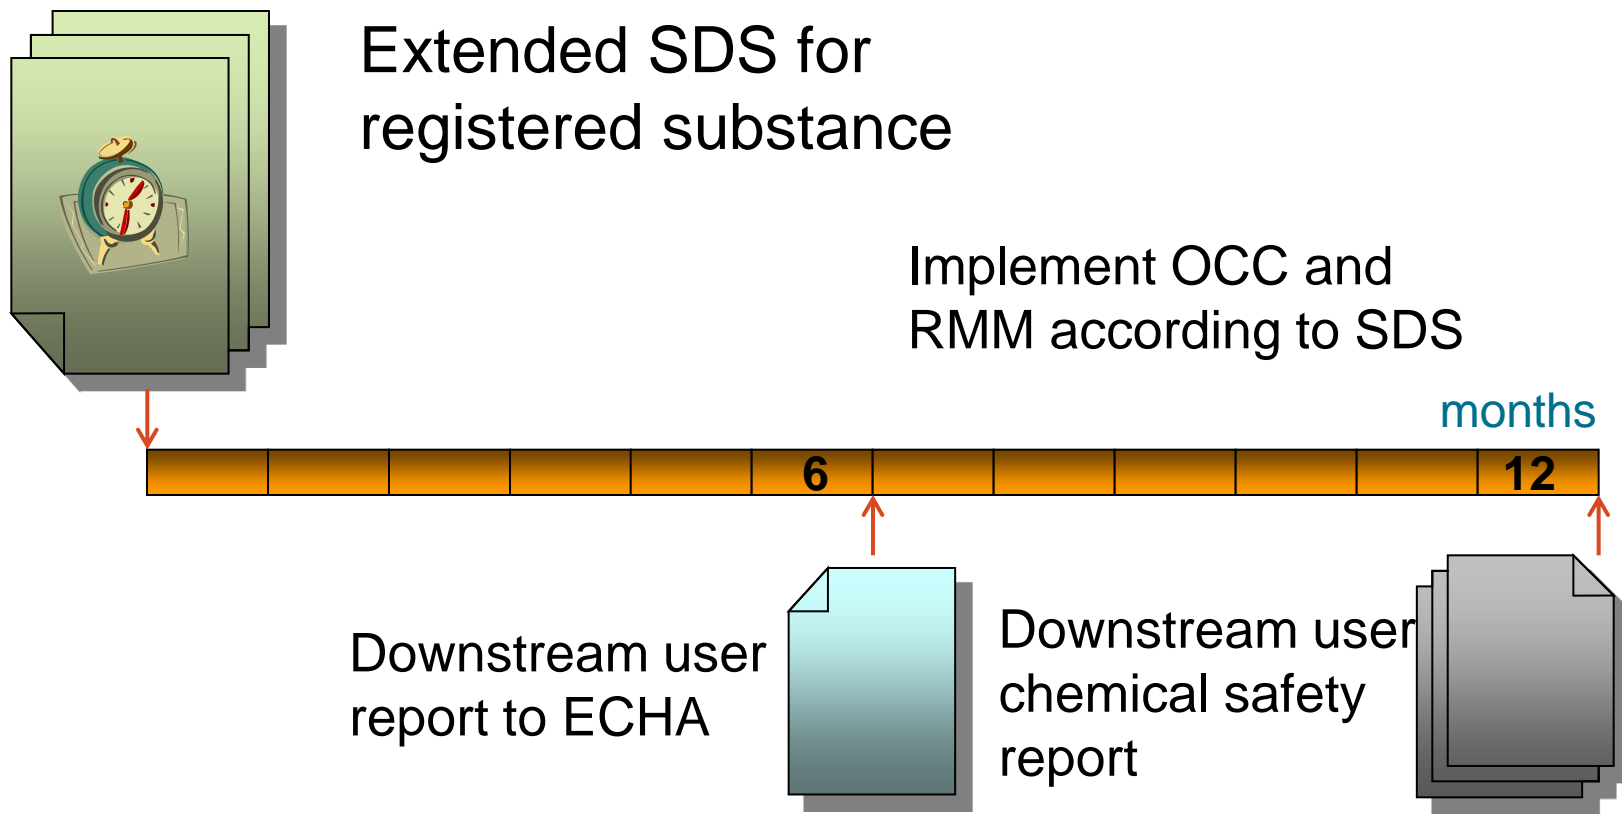 Extended SDS for
registered substance
Implement OCC and
RMM according to SDS
months
6
12
Downstream user
report to ECHA
Downstream user
chemical safety
report